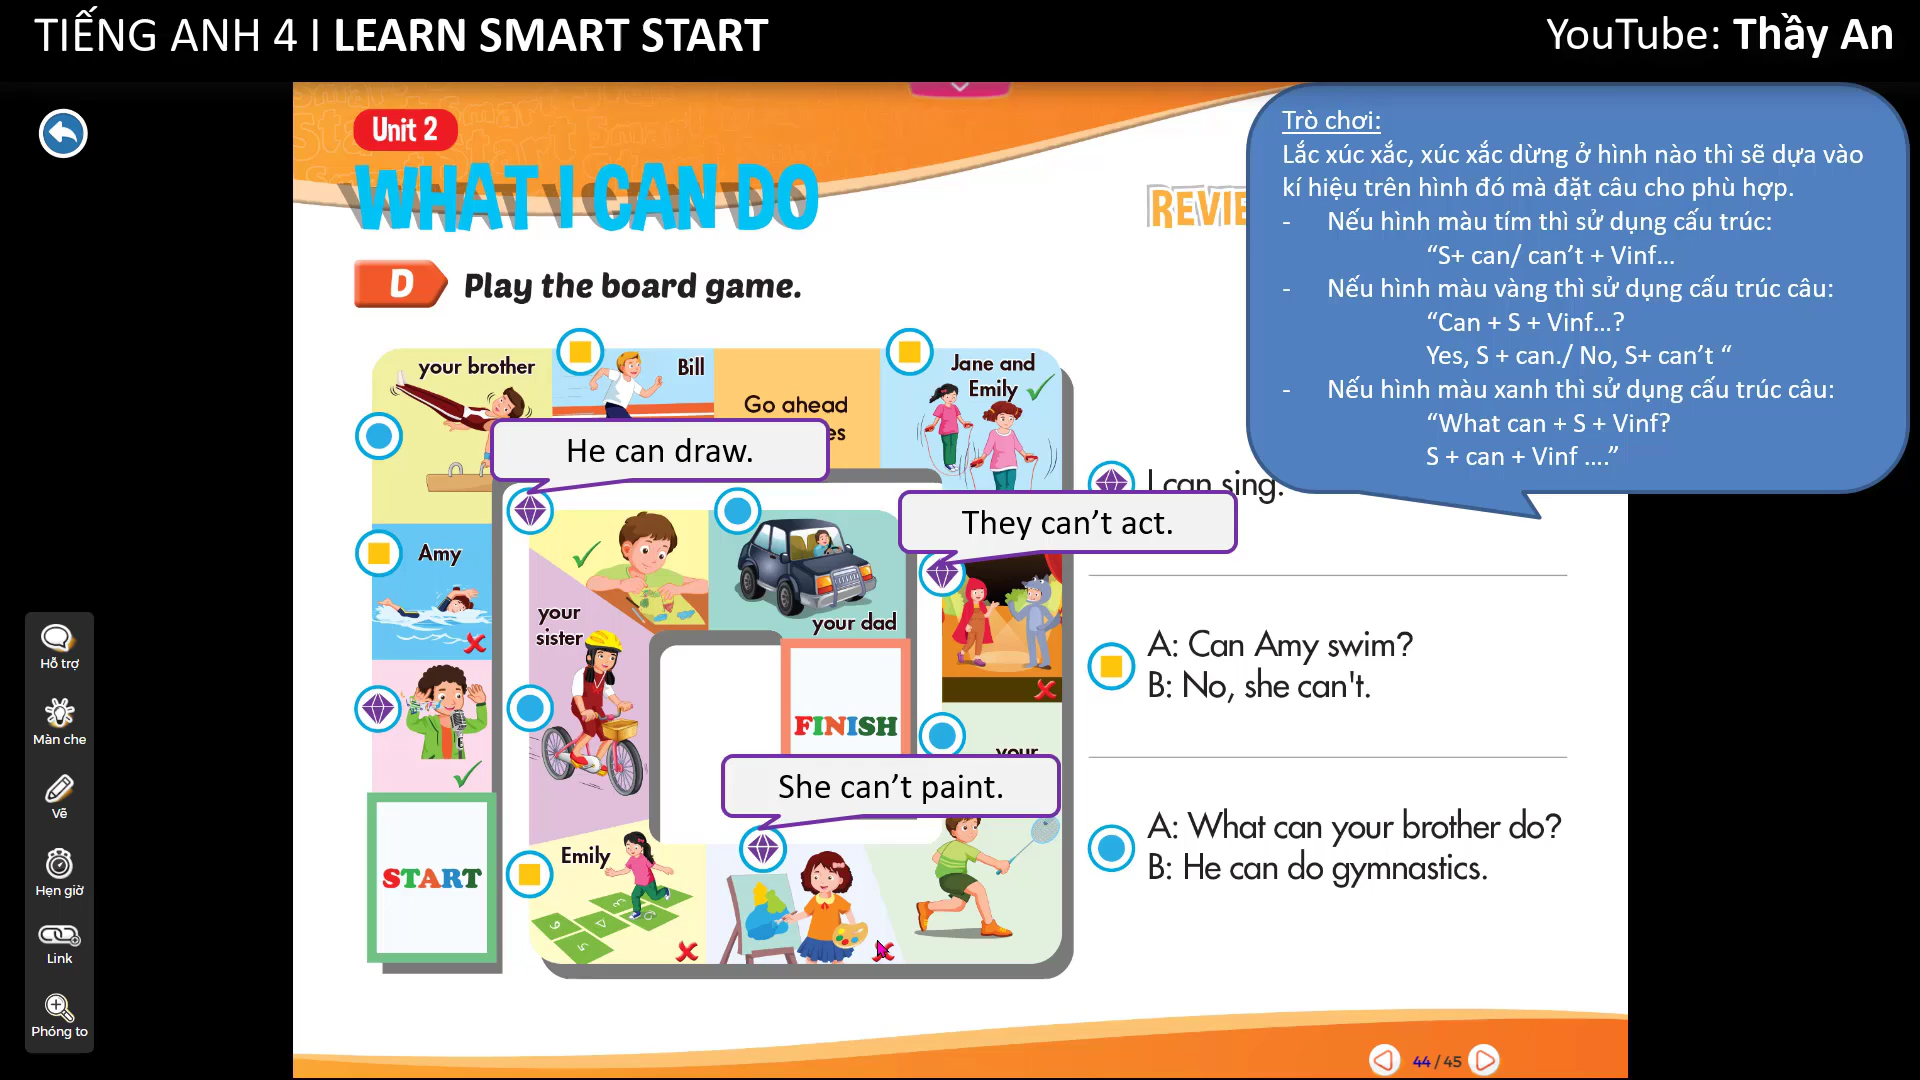 TIẾNG ANH 4 I LEARN SMART START
YouTube: Thầy An
Unit 2
WHAT I CAN DO
REVIE
D Play the board game.
Trò chơi:
Lắc xúc xắc, xúc xắc dừng ở hình nào thì sẽ dựa vào
kí hiệu trên hình đó mà đặt câu cho phù hợp.
- Nếu hình màu tím thì sử dụng cấu trúc:
“S+ can/ can’t + Vinf...
- Nếu hình màu vàng thì sử dụng cấu trúc câu:
“Can + S + Vinf...?
Yes, S + can./ No, S+ can’t “
- Nếu hình màu xanh thì sử dụng cấu trúc câu:
“What can + S + Vinf?
S + can + Vinf ....”
your brother
Bill
Go ahead
es
Jane and
Emily
He can draw.
They can’t act.
Amy
your
sister
your dad
FINISH
your
She can’t paint.
START
Emily
I can sing.
A: Can Amy swim?
B: No, she can't.
A: What can your brother do?
B: He can do gymnastics.
Hỗ trợ
Màn che
Vẽ
Hẹn giờ
Link
Phóng to
44 / 45